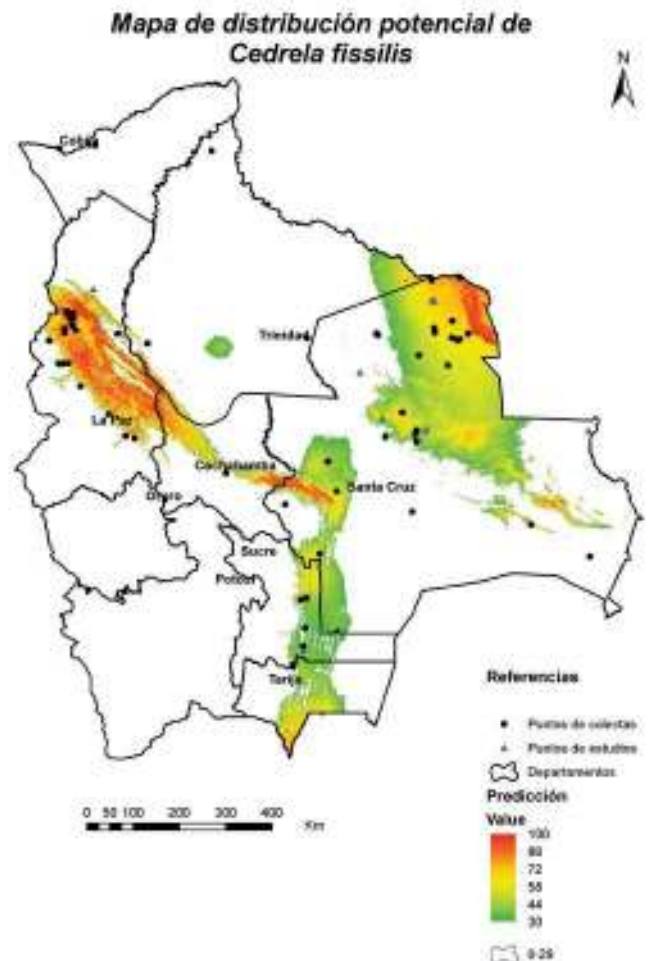 Mapa de distribución potencial de
Cedrela fissilis
N
Trinidad
La Paz
Cochabamba
Oruro
Santa Cruz
Sucre
Potosí
Tarija
Referencias
Puntos de colectas
Puntos de estudios
Departamentos
Predicción
Value
100
80
72
58
44
30
0-29
0 50 100 200 300 400
Km